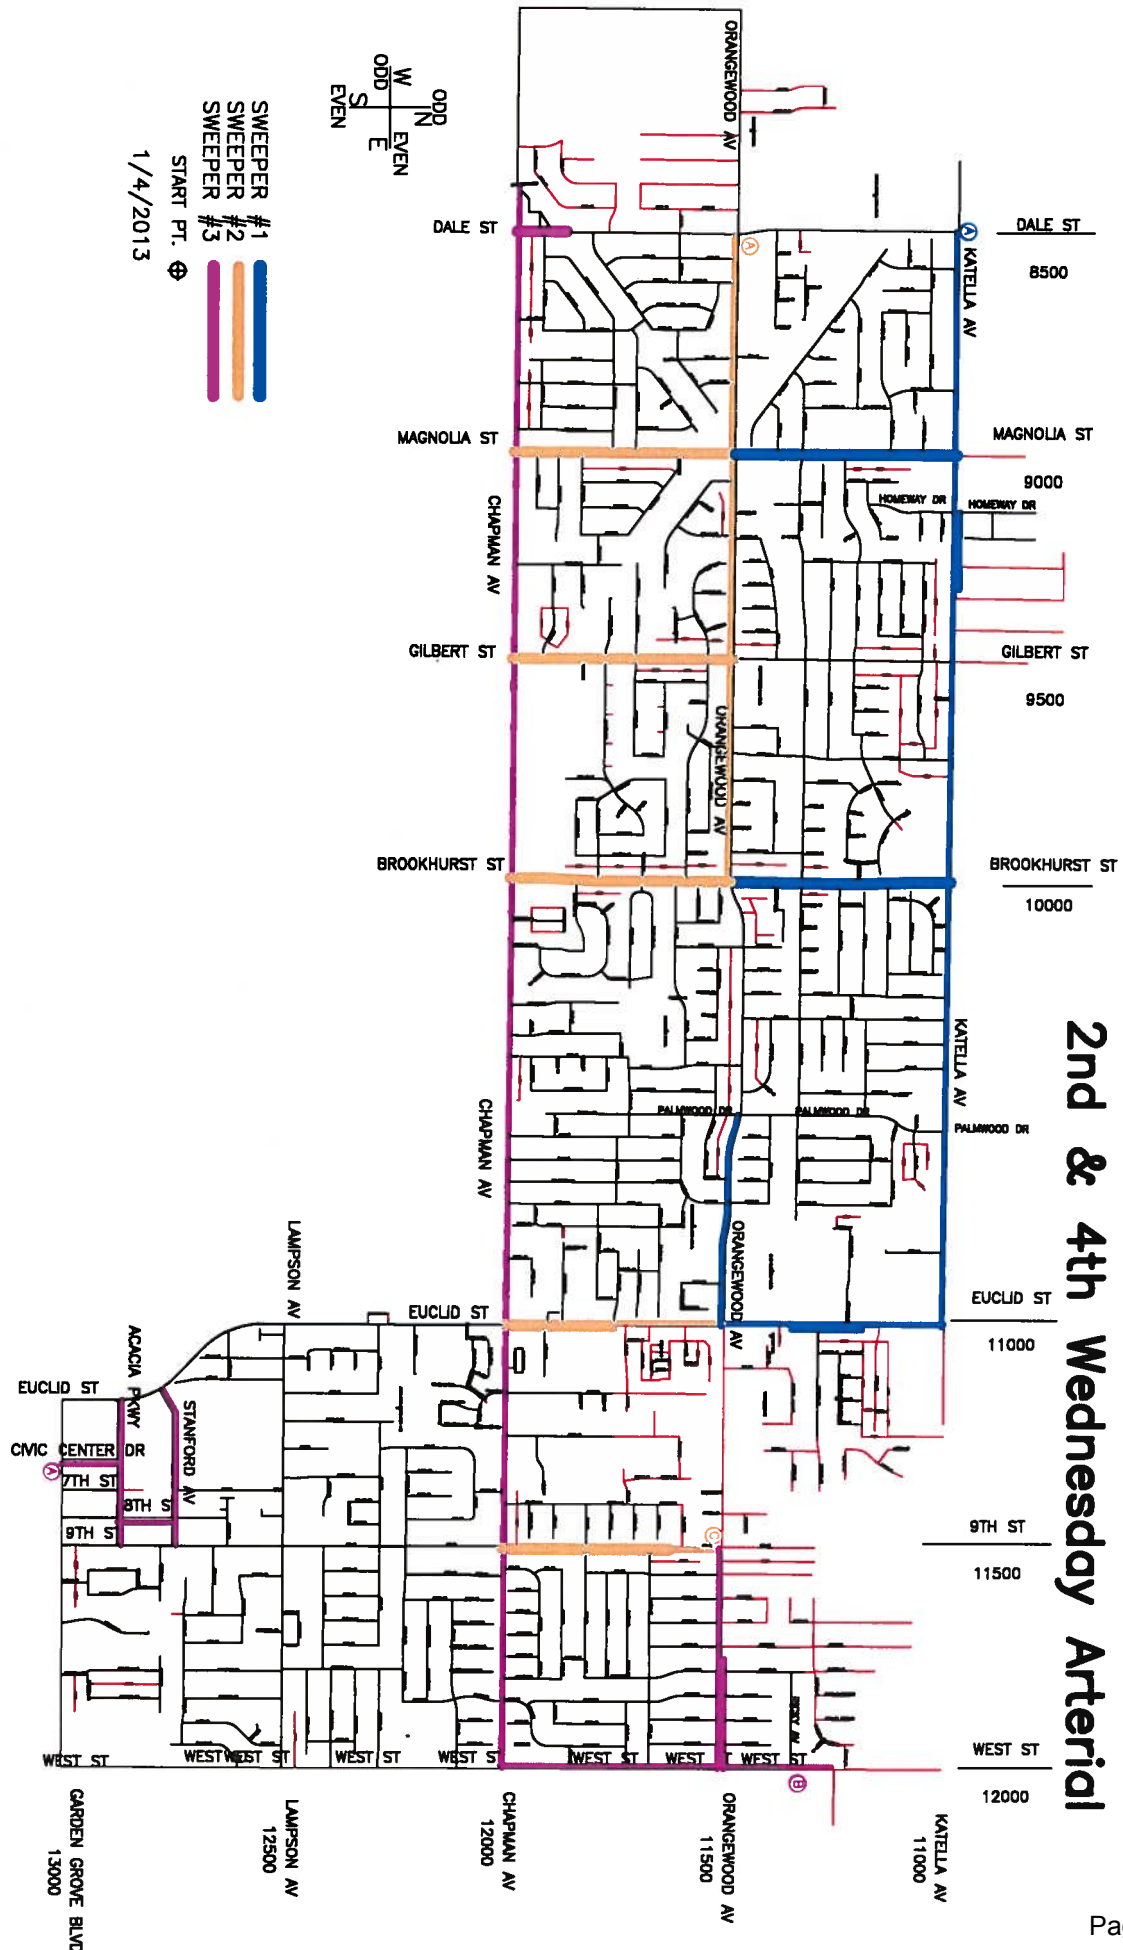 2nd & 4th Wednesday Arterial
ORANGEWOOD AV
ODD
W
ODD
N
S
EVEN
E
EVEN
SWEEPER #1
SWEEPER #2
SWEEPER #3
START PT.
1/4/2013
DALE ST
A
A
DALE ST
8500
KATELLA AV
MAGNOLIA ST
MAGNOLIA ST
9000
HOMEWAY DR
HOMEWAY DR
CHAPMAN AV
GILBERT ST
GILBERT ST
9500
ORANGEWOOD AV
BROOKHURST ST
BROOKHURST ST
10000
KATELLA AV
CHAPMAN AV
PALMWOOD DR
PALMWOOD DR
PALMWOOD DR
LAMPSON AV
ORANGEWOOD AV
EUCLID ST
EUCLID ST
11000
ACACIA PKWY
EUCLID ST
STANFORD AV
CIVIC CENTER DR
A
7TH ST
8TH S
9TH S
C
9TH ST
11500
WEST ST
WEST ST
WEST ST
WEST ST
WEST ST
WEST ST
WEST ST
T
WEST ST
B
WEST ST
12000
GARDEN GROVE BLVD
13000
LAMPSON AV
12500
CHAPMAN AV
12000
ORANGEWOOD AV
11500
KATELLA AV
11000